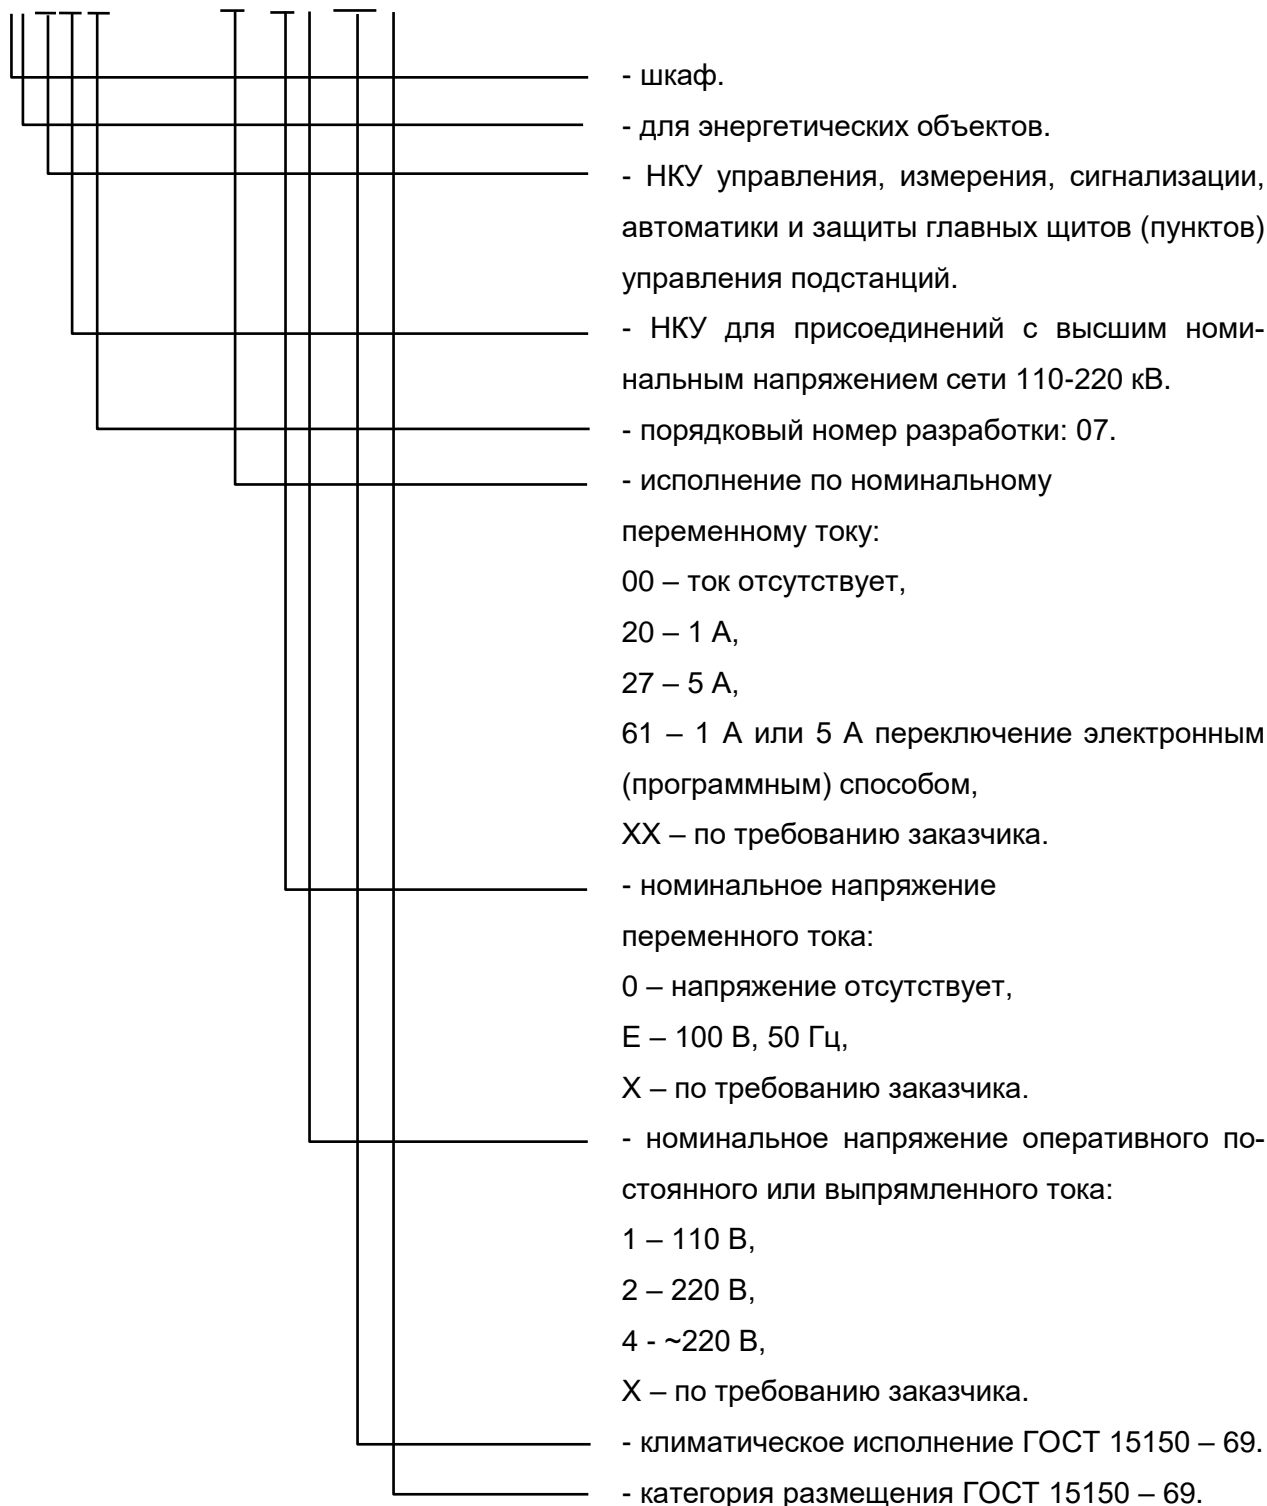 - шкаф.
- для энергетических объектов.
- НКУ управления, измерения, сигнализации,
автоматики и защиты главных щитов (пунктов)
управления подстанций.
- НКУ для присоединений с высшим номи-
нальным напряжением сети 110-220 кВ.
- порядковый номер разработки: 07.
- исполнение по номинальному
переменному току:
00 – ток отсутствует,
20 – 1 А,
27 – 5 А,
61 – 1 А или 5 А переключение электронным
(программным) способом,
ХХ – по требованию заказчика.
- номинальное напряжение
переменного тока:
0 – напряжение отсутствует,
Е – 100 В, 50 Гц,
Х – по требованию заказчика.
- номинальное напряжение оперативного по-
стоянного или выпрямленного тока:
1 – 110 В,
2 – 220 В,
4 - ~220 В,
Х – по требованию заказчика.
- климатическое исполнение ГОСТ 15150 – 69.
- категория размещения ГОСТ 15150 – 69.